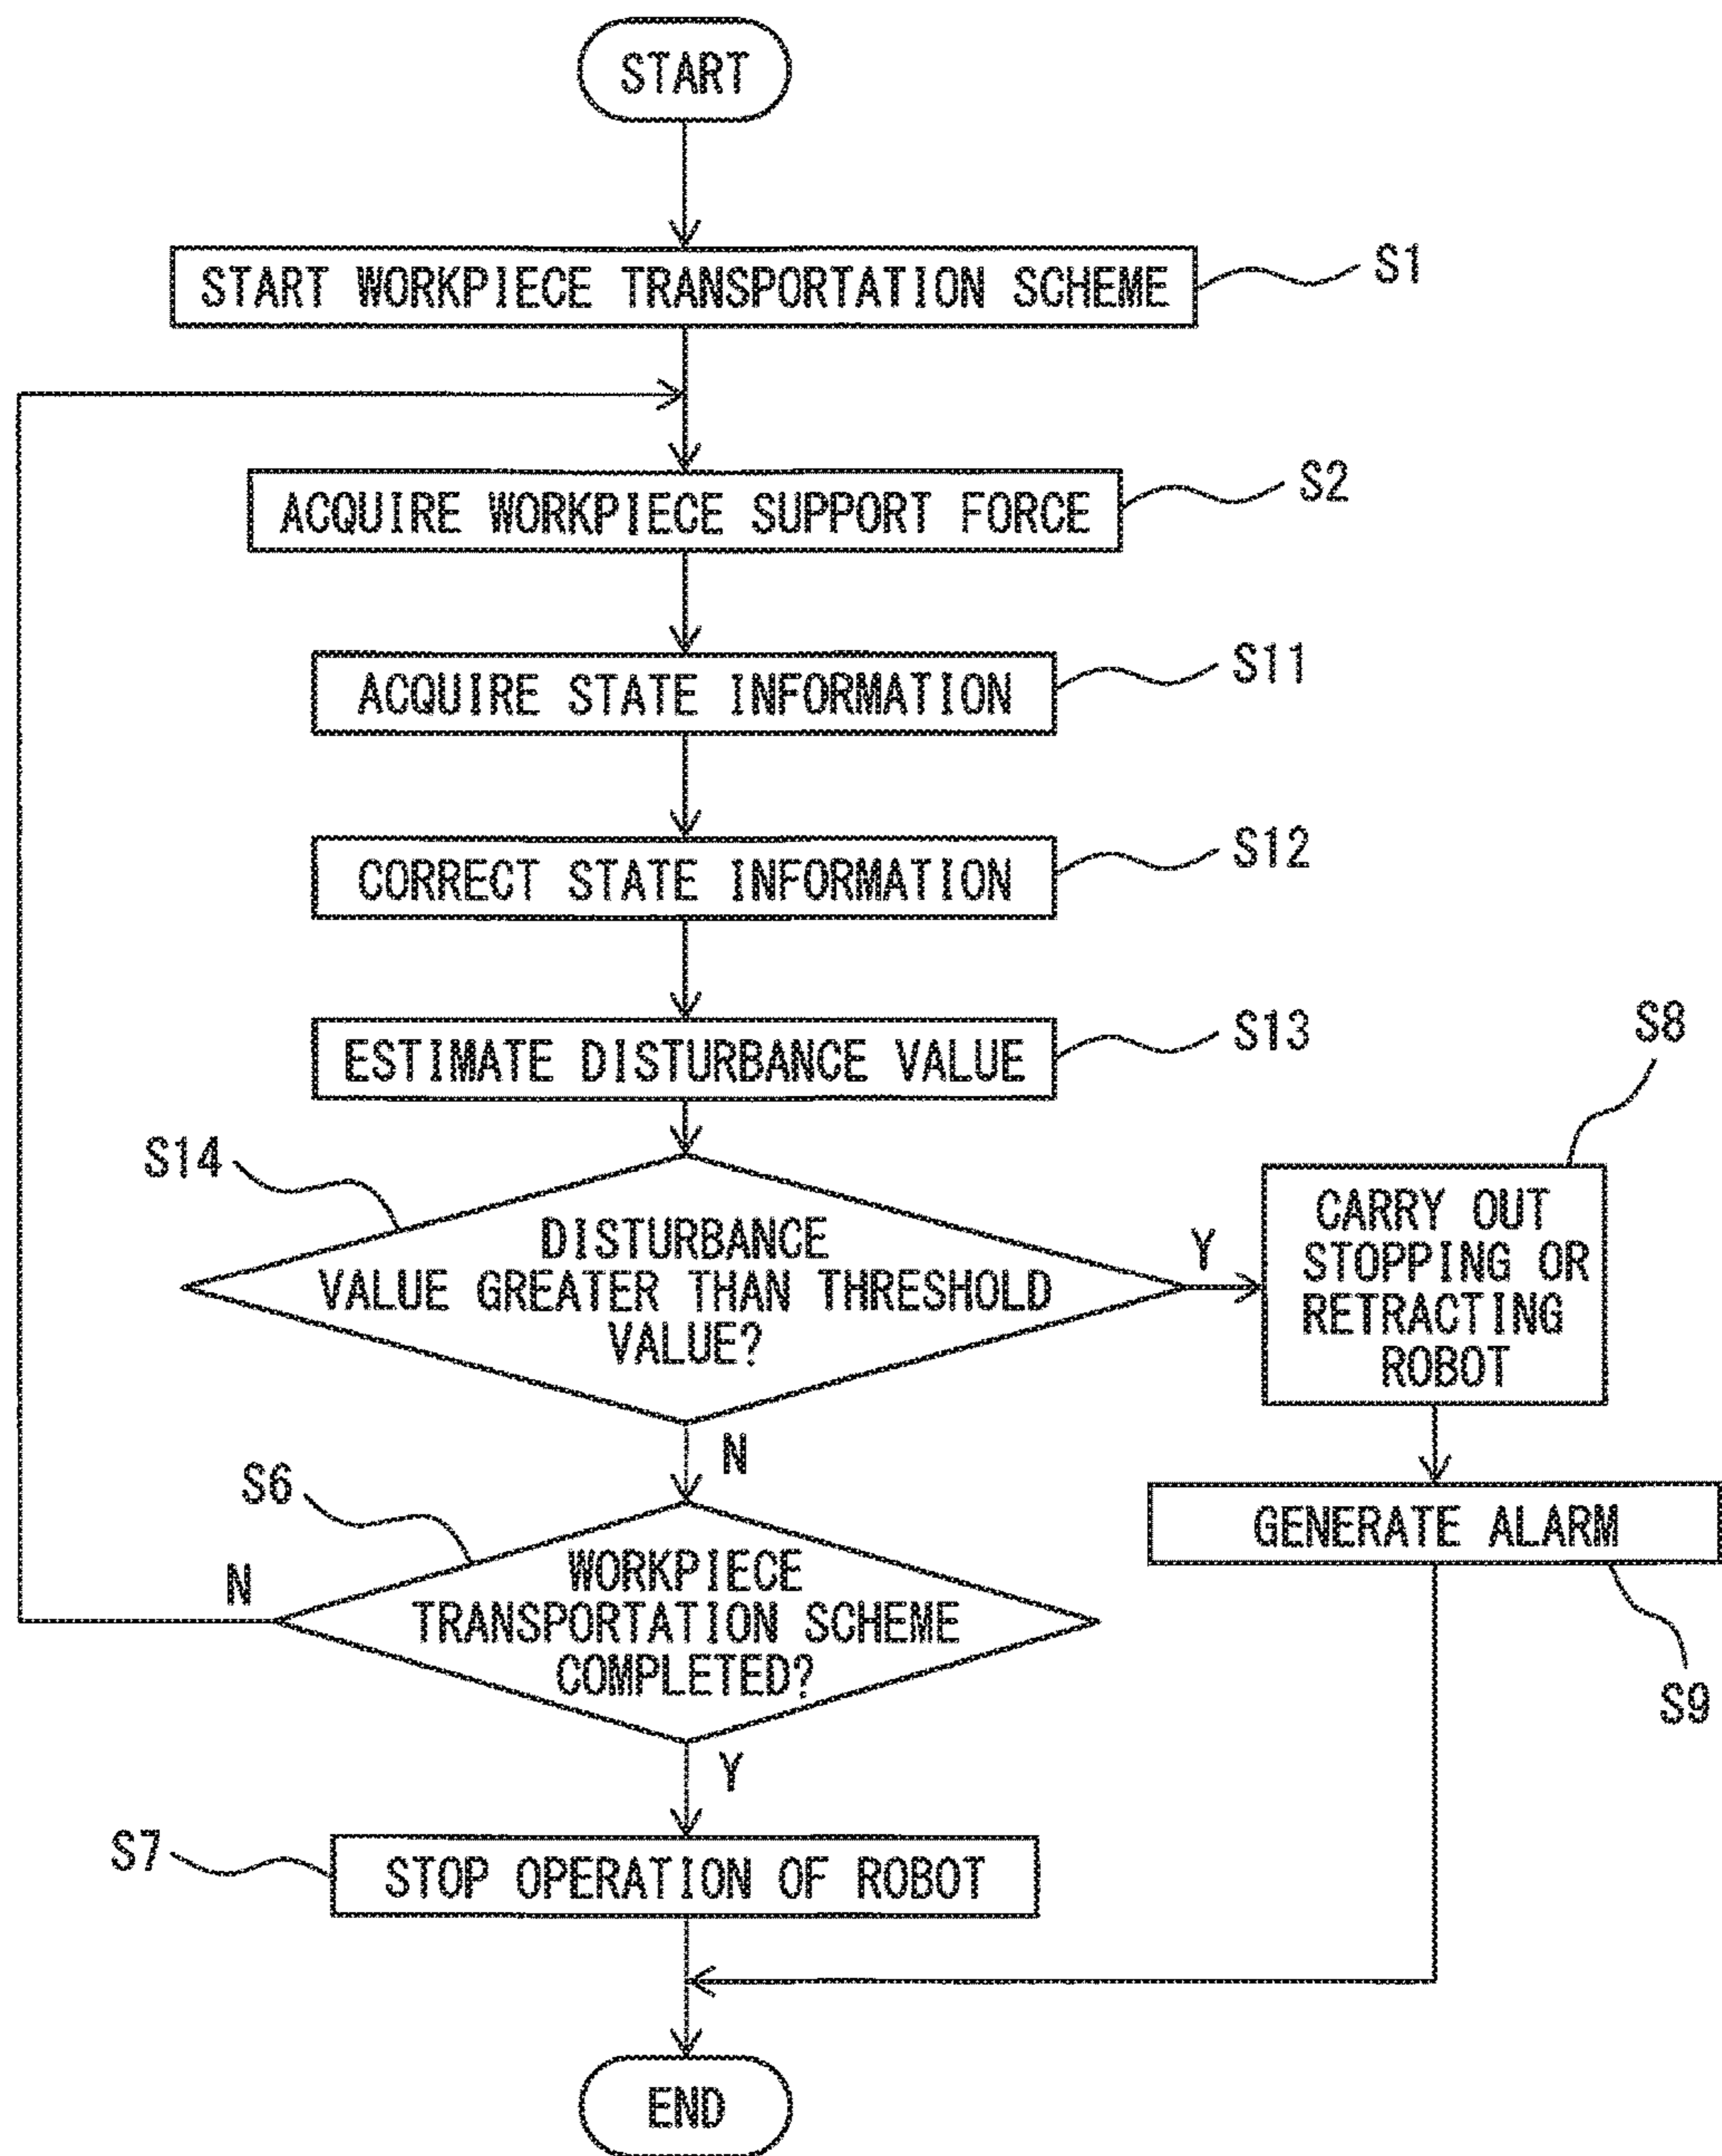 START
START WORKPIECE TRANSPORTATION SCHEME
S1
ACQUIRE WORKPIECE SUPPORT FORCE
S2
ACQUIRE STATE INFORMATION
S11
CORRECT STATE INFORMATION
S12
ESTIMATE DISTURBANCE VALUE
S13
S14
DISTURBANCE
VALUE GREATER THAN THRESHOLD
VALUE?
Y
N
S8
CARRY OUT
STOPPING OR
RETRACTING
ROBOT
GENERATE ALARM
S9
S6
WORKPIECE
TRANSPORTATION SCHEME
COMPLETED?
N
Y
S7
STOP OPERATION OF ROBOT
END